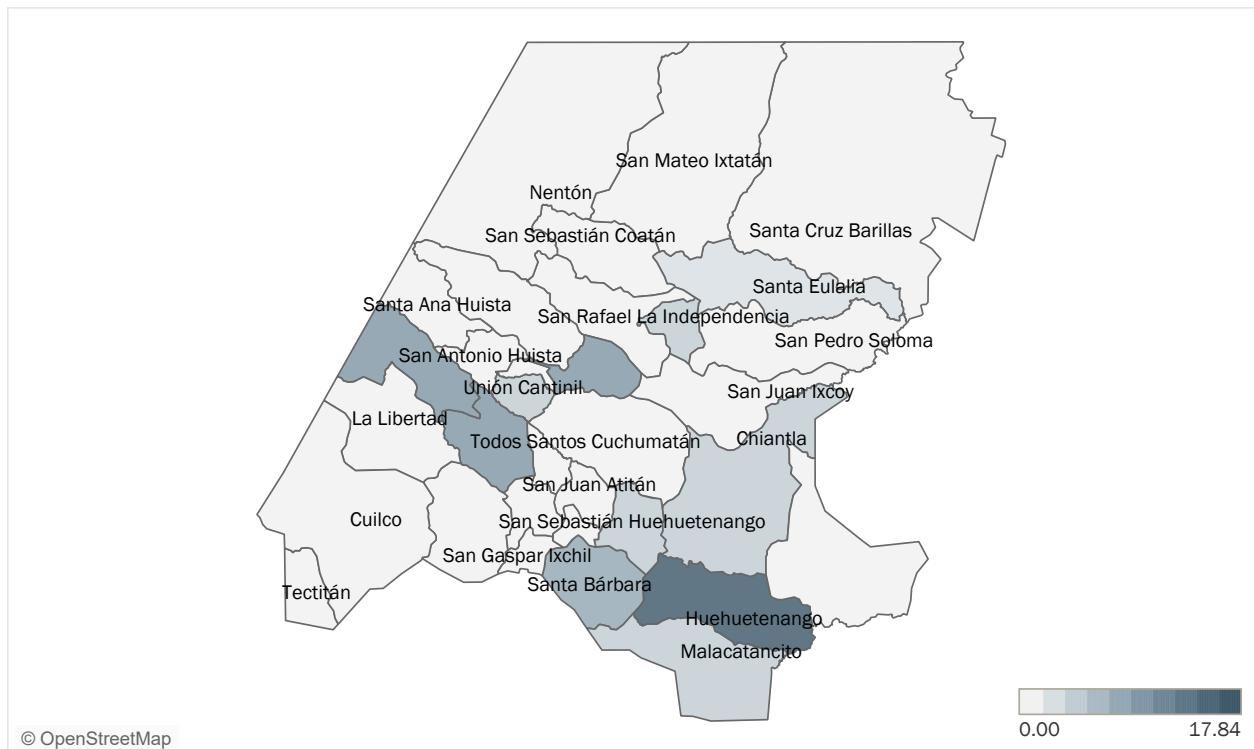 San Mateo Ixtatán
Nentón
Santa Cruz Barillas
San Sebastián Coatán
Santa Eulalia
Santa Ana Huista
San Rafael La Independencia
San Pedro Soloma
San Antonio Huista
Unión Cantinil
San Juan Ixcoy
La Libertad
Todos Santos Cuchumatán
Chiantla
San Juan Atitán
Cuilco
San Sebastián Huehuetenango
San Gaspar Ixchil
Santa Bárbara
Tectitán
Huehuetenango
Malacatancito
0.00
17.84
© OpenStreetMap